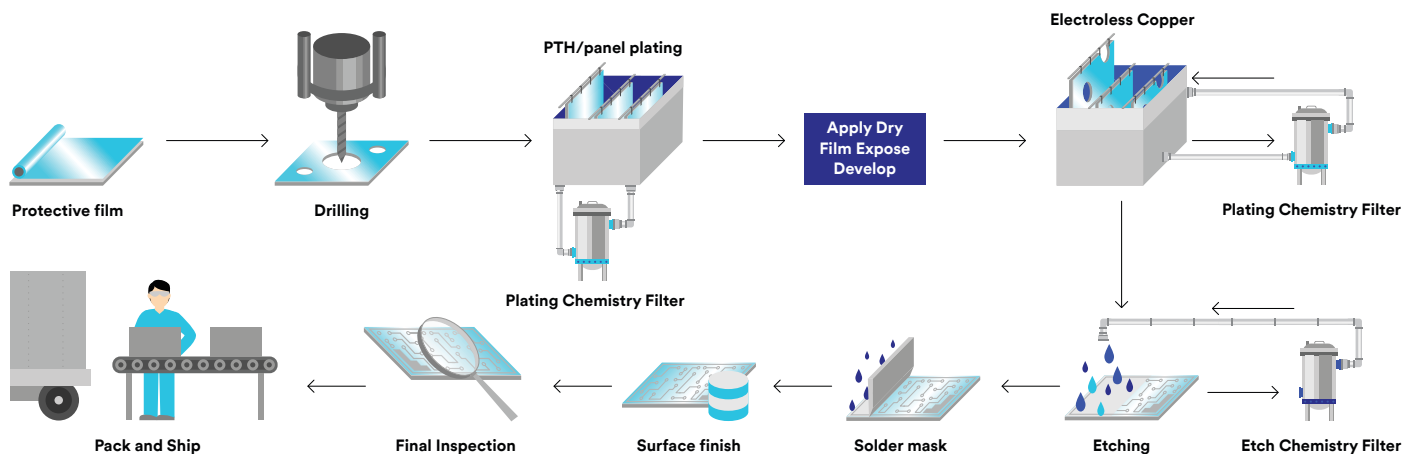 Electroless Copper
PTH/panel plating
Apply Dry
Film Expose
Develop
Protective film
Drilling
Plating Chemistry Filter
Plating Chemistry Filter
Pack and Ship
Final Inspection
Surface finish
Solder mask
Etching
Etch Chemistry Filter